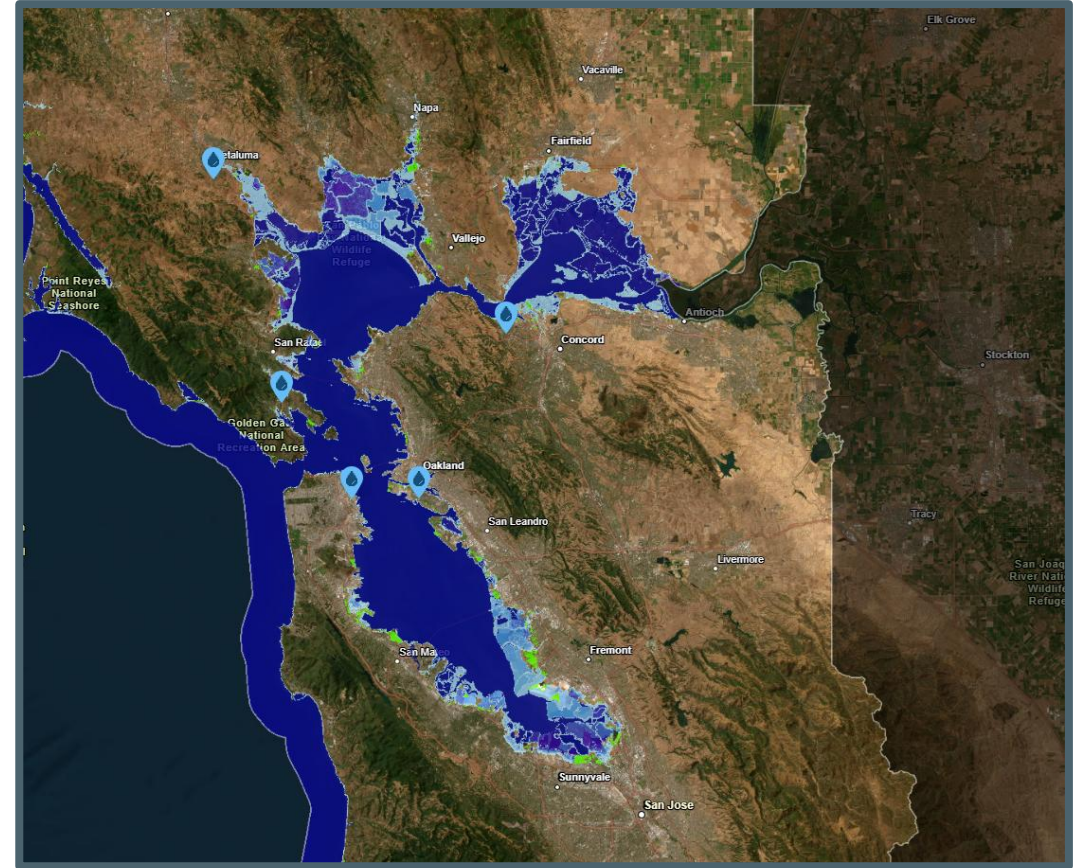 Elk Grove
Vacaville
Napa
Fairfield
etaluma
National
Wildlife
Refuge
Vallejo
Point Reyes
National
Seashore
Antioch
San Rafael
Concord
Stockton
Golden Ga
National
Recreation Area
Oakland
San Leandro
Tracy
Livermore
San Joaq
River Nati
Wildlife
Refuge
San Mateo
Fremont
Sunnyvale
San Jose